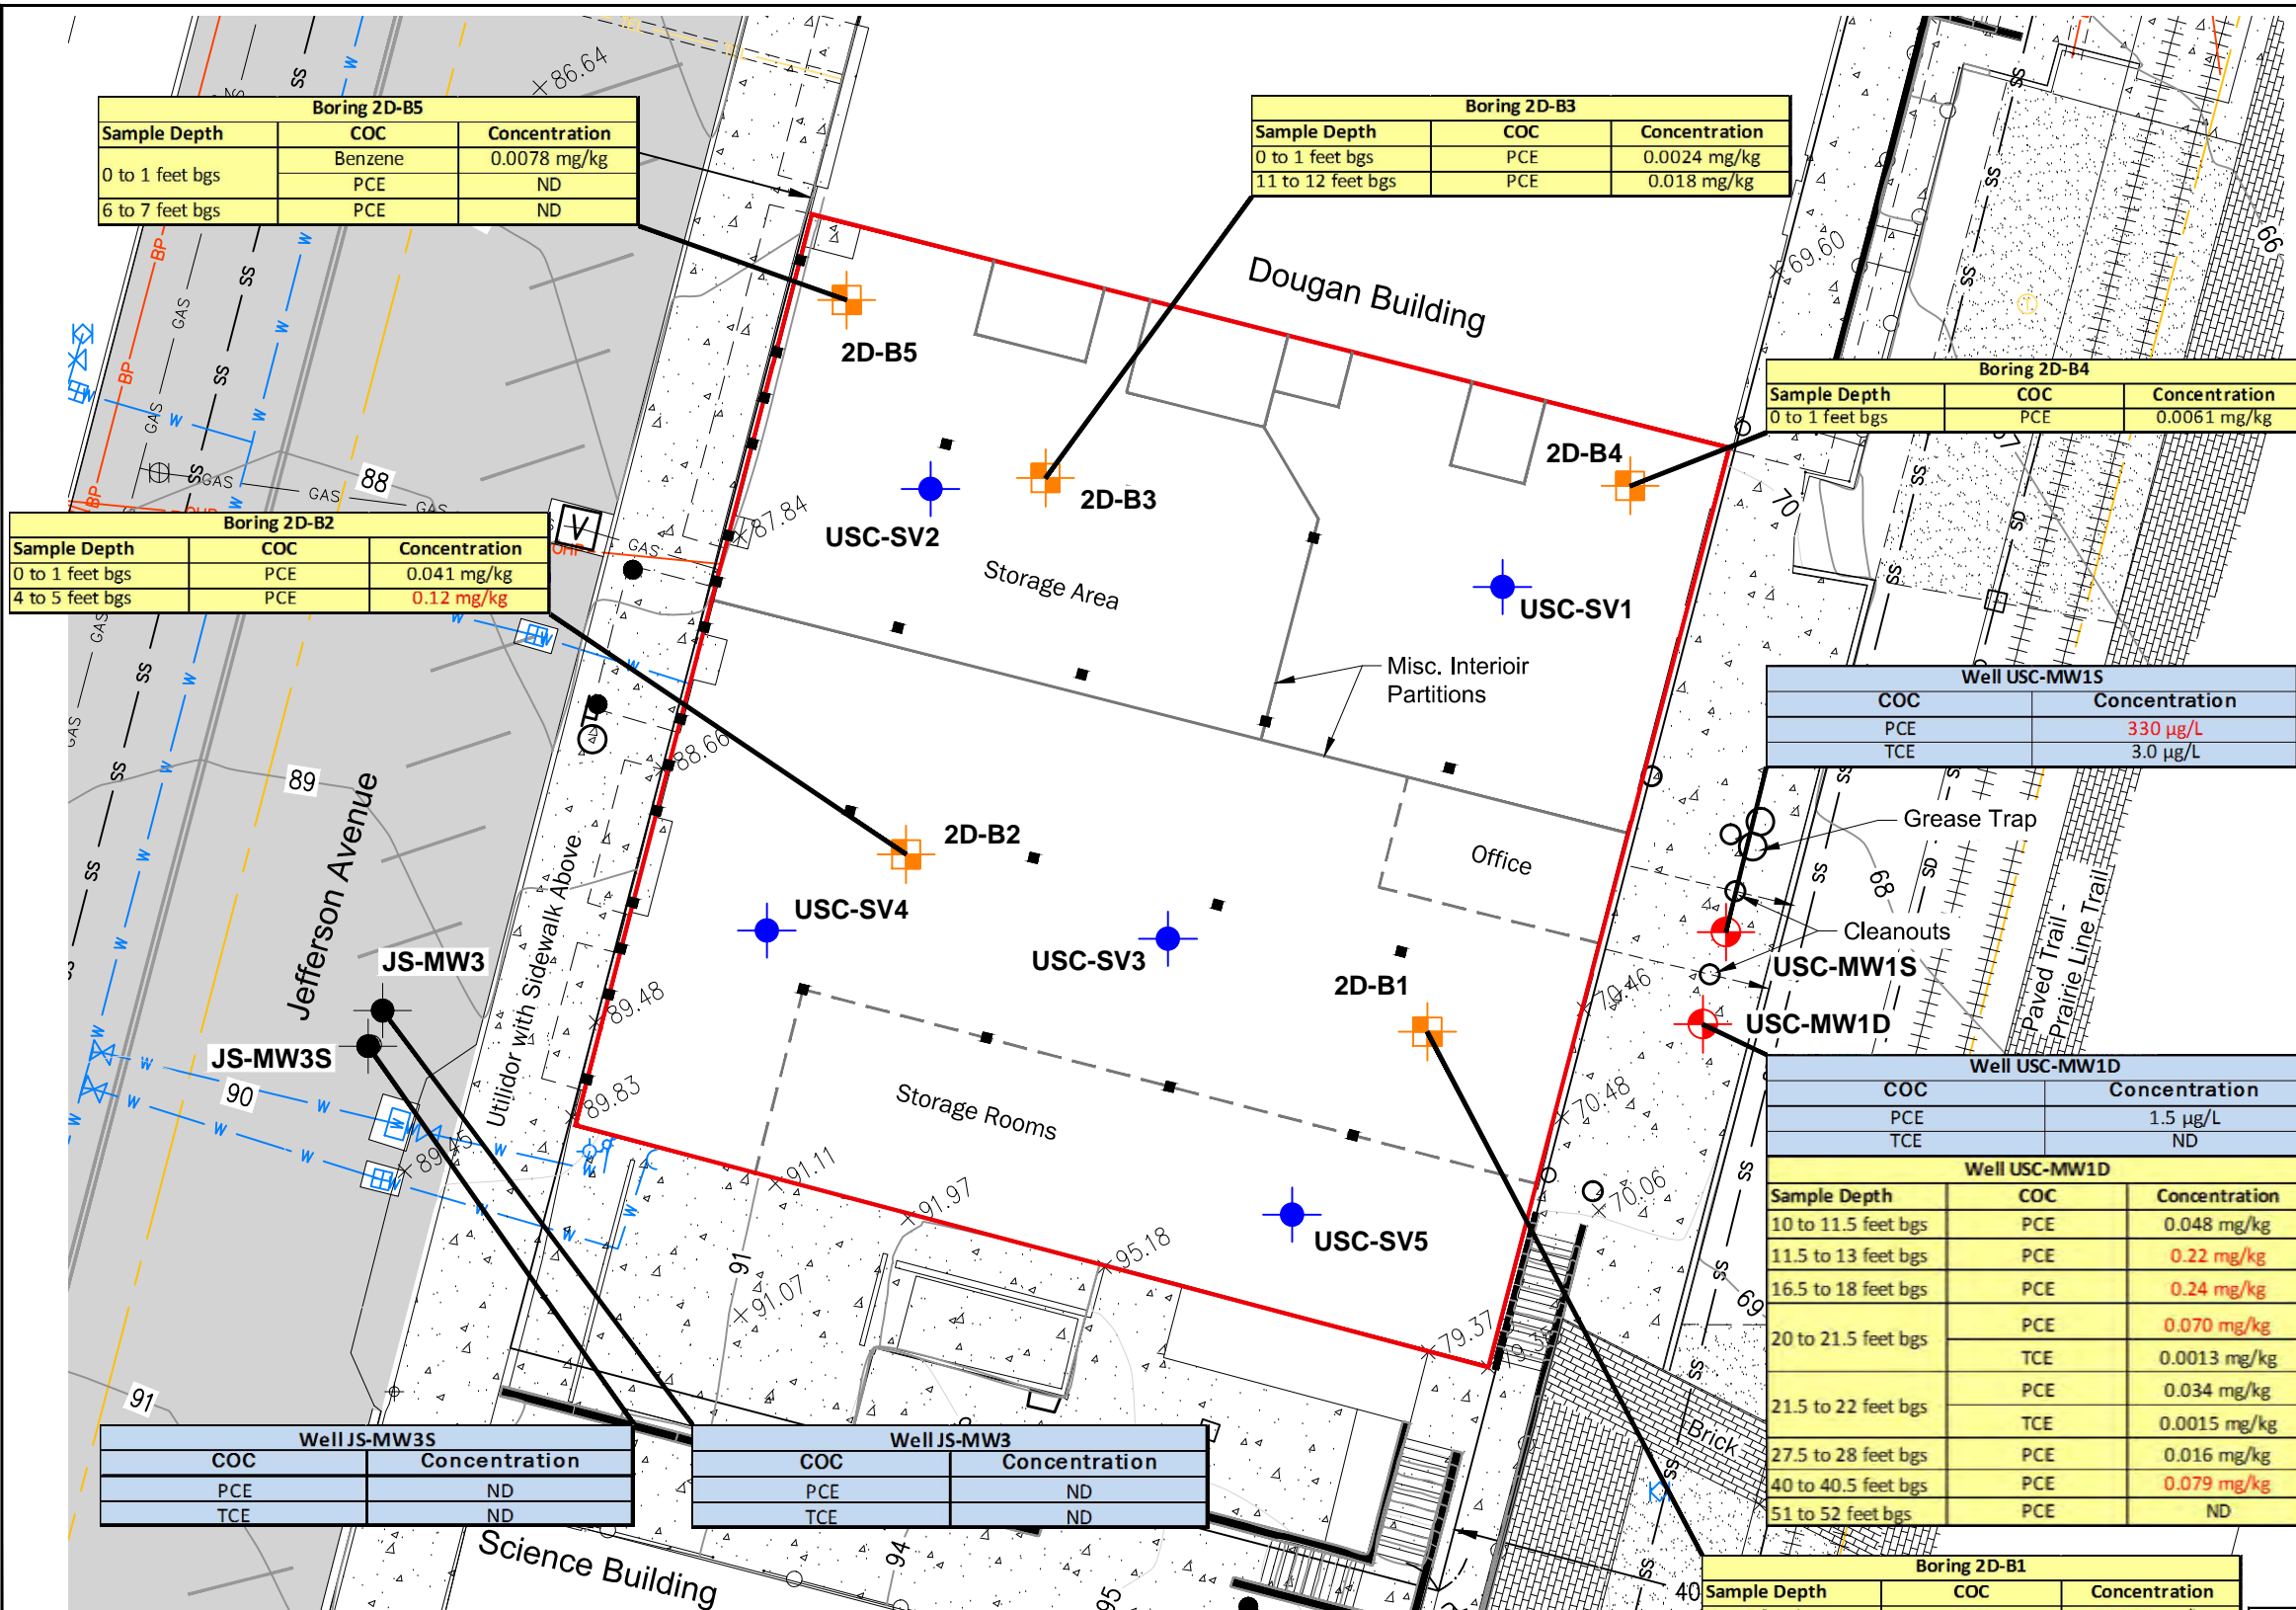 86.64
Boring 2D-B5
Sample Depth COC Concentration
0 to 1 feet bgs Benzene 0.0078 mg/kg
PCE ND
6 to 7 feet bgs PCE ND
Boring 2D-B3
Sample Depth COC Concentration
0 to 1 feet bgs PCE 0.0024 mg/kg
11 to 12 feet bgs PCE 0.018 mg/kg
Dougan Building
69.60
66
Boring 2D-B4
Sample Depth COC Concentration
0 to 1 feet bgs PCE 0.0061 mg/kg
2D-B5
2D-B4
2D-B3
USC-SV2
88
87.84
70
Boring 2D-B2
Sample Depth COC Concentration
0 to 1 feet bgs PCE 0.041 mg/kg
4 to 5 feet bgs PCE 0.12 mg/kg
V
GAS
OHP
BP
SS
W
SD
Storage Area
USC-SV1
Misc. Interioir
Partitions
Well USC-MW1S
COC Concentration
PCE 330 µg/L
TCE 3.0 µg/L
88.66
89
Jefferson Avenue
Utilidor with Sidewalk Above
2D-B2
Office
Grease Trap
68
USC-SV4
USC-SV3
Cleanouts
2D-B1
USC-MW1S
JS-MW3
89.48
70.46
USC-MW1D
Paved Trail -
Prairie Line Trail
JS-MW3S
90
89.83
89.45
Storage Rooms
70.48
Well USC-MW1D
COC Concentration
PCE 1.5 µg/L
TCE ND
Well USC-MW1D
Sample Depth COC Concentration
10 to 11.5 feet bgs PCE 0.048 mg/kg
11.5 to 13 feet bgs PCE 0.22 mg/kg
16.5 to 18 feet bgs PCE 0.24 mg/kg
20 to 21.5 feet bgs PCE 0.070 mg/kg
TCE 0.0013 mg/kg
21.5 to 22 feet bgs PCE 0.034 mg/kg
TCE 0.0015 mg/kg
27.5 to 28 feet bgs PCE 0.016 mg/kg
40 to 40.5 feet bgs PCE 0.079 mg/kg
51 to 52 feet bgs PCE ND
91.11
91.97
70.06
91
91.07
95.18
USC-SV5
69
79.37
91
Brick
Well JS-MW3S
COC Concentration
PCE ND
TCE ND
Well JS-MW3
COC Concentration
PCE ND
TCE ND
Science Building
94
95
40
Boring 2D-B1
Sample Depth COC Concentration